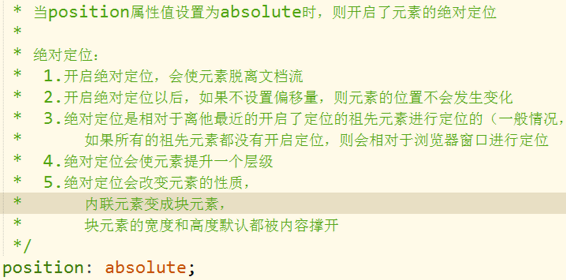 * 当position属性值设置为absolute时，则开启了元素的绝对定位
*
* 绝对定位：
* 1.开启绝对定位，会使元素脱离文档流
* 2.开启绝对定位以后，如果不设置偏移量，则元素的位置不会发生变化
* 3.绝对定位是相对于离他最近的开启了定位的祖先元素进行定位的（一般情况，
* 如果所有的祖先元素都没有开启定位，则会相对于浏览器窗口进行定位
* 4.绝对定位会使元素提升一个层级
* 5.绝对定位会改变元素的性质，
* 内联元素变成块元素，
* 块元素的宽度和高度默认都被内容撑开
*/
position: absolute;